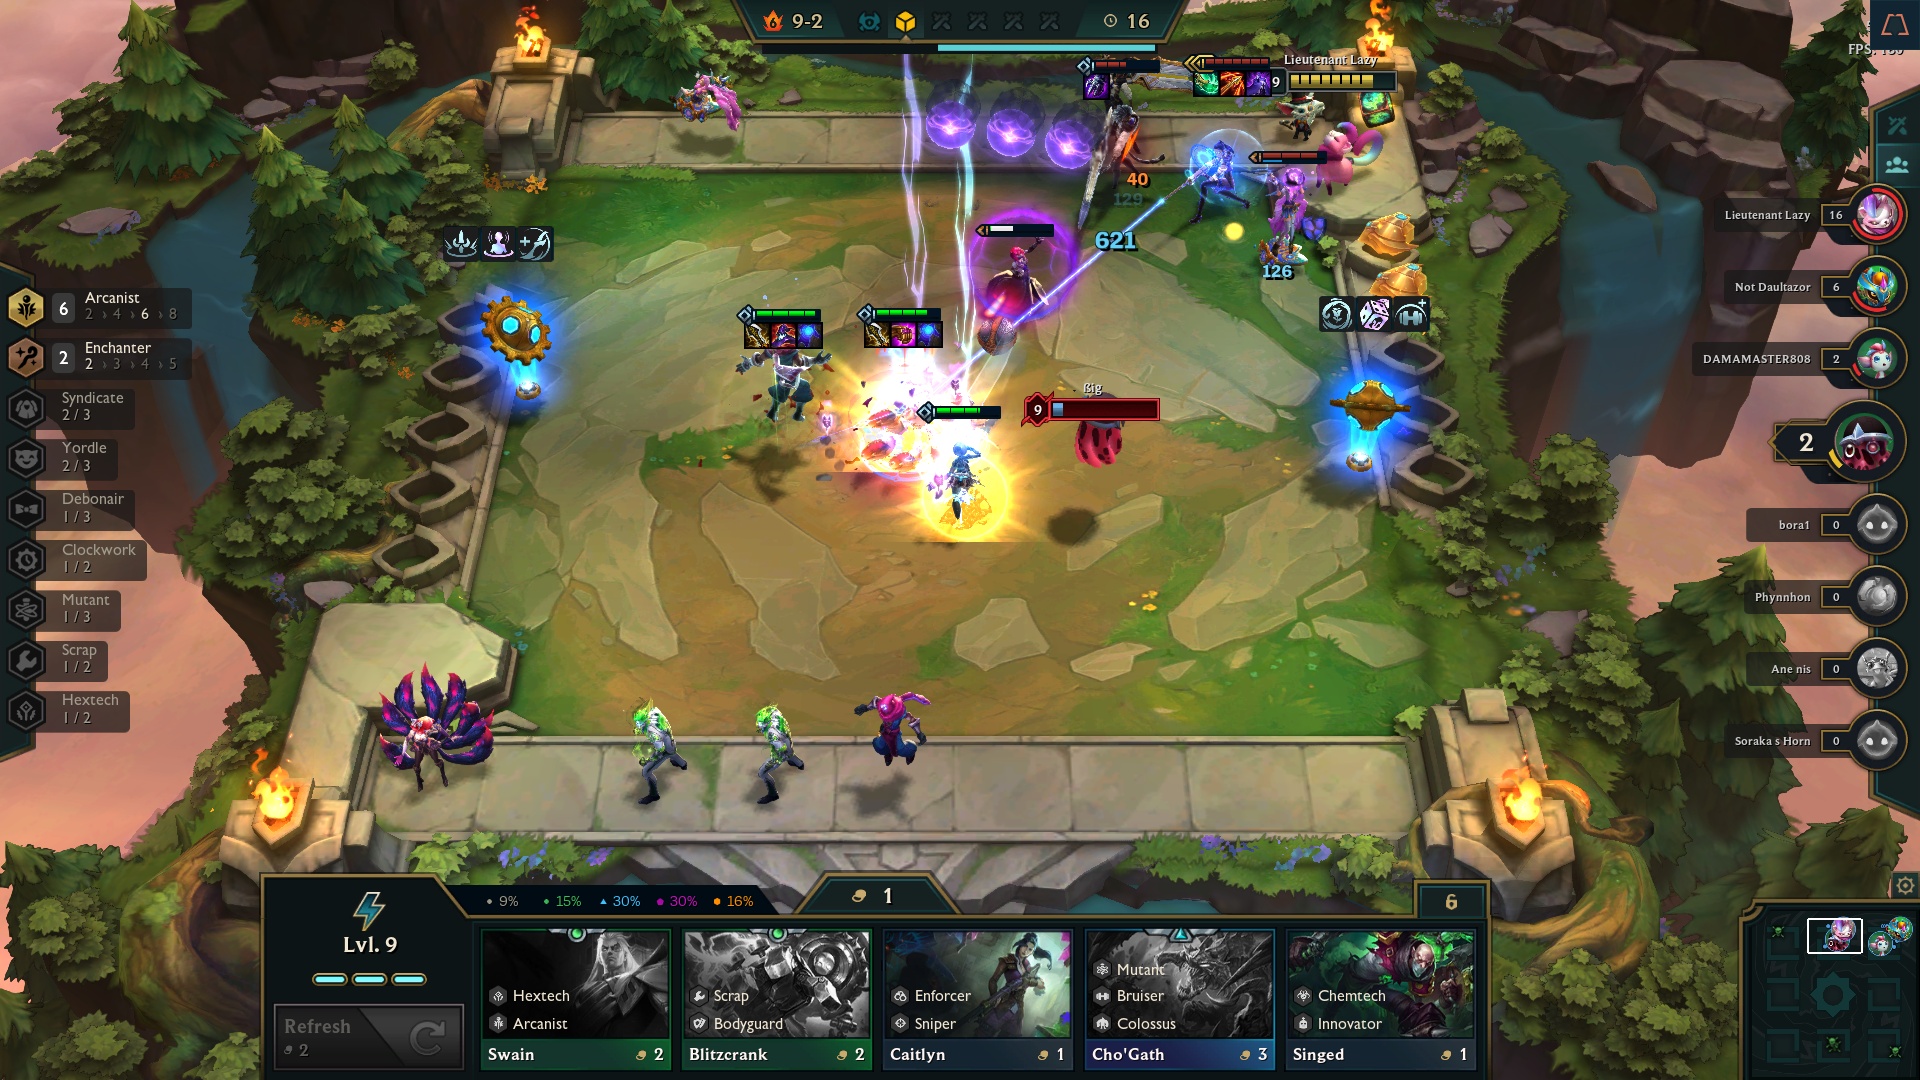 9-2
16
FPS:
Lieutenant Lazy
9
40
129
621
126
Lieutenant Lazy
16
Not Daultazor
6
DAMAMASTER808
2
2
bora1
0
Phynnhon
0
Ane nis
0
Soraka s Horn
0
6
Arcanist
2 › 4 › 6 › 8
2
Enchanter
2 › 3 › 4 › 5
Syndicate
2 / 3
Yordle
2 / 3
Debonair
1 / 3
Clockwork
1 / 2
Mutant
1 / 3
Scrap
1 / 2
Hextech
1 / 2
9
9%
15%
30%
30%
16%
1
6
Lvl. 9
Refresh
2
Hextech
Arcanist
Swain
2
Scrap
Bodyguard
Blitzcrank
2
Enforcer
Sniper
Caitlyn
1
Mutant
Bruiser
Colossus
Cho'Gath
3
Chemtech
Innovator
Singed
1